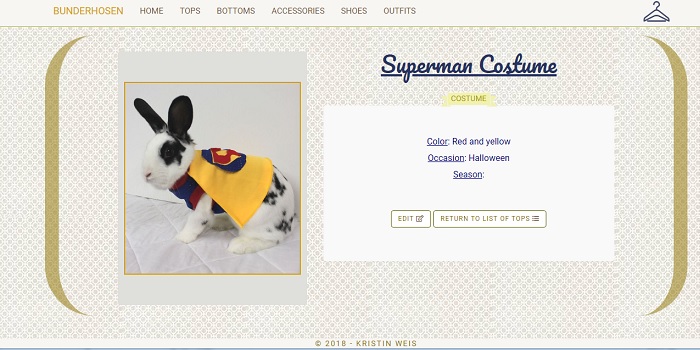 BUNDERHOSEN HOME TOPS BOTTOMS ACCESSORIES SHOES OUTFITS
Superman Costume
COSTUME
Color: Red and yellow
Occasion: Halloween
Season:
EDIT RETURN TO LIST OF TOPS
© 2018 - KRISTIN WEIS